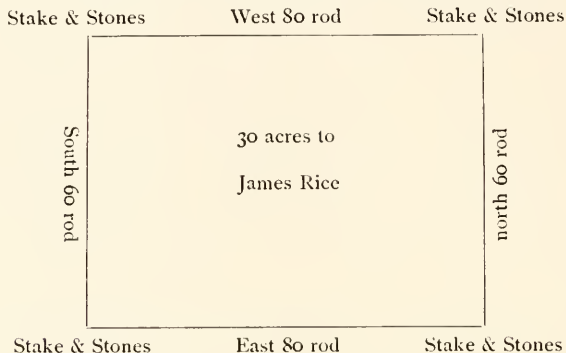 Stake & Stones West 80 rod Stake & Stones
South 60 rod
30 acres to
James Rice
north 60 rod
Stake & Stones East 80 rod Stake & Stones